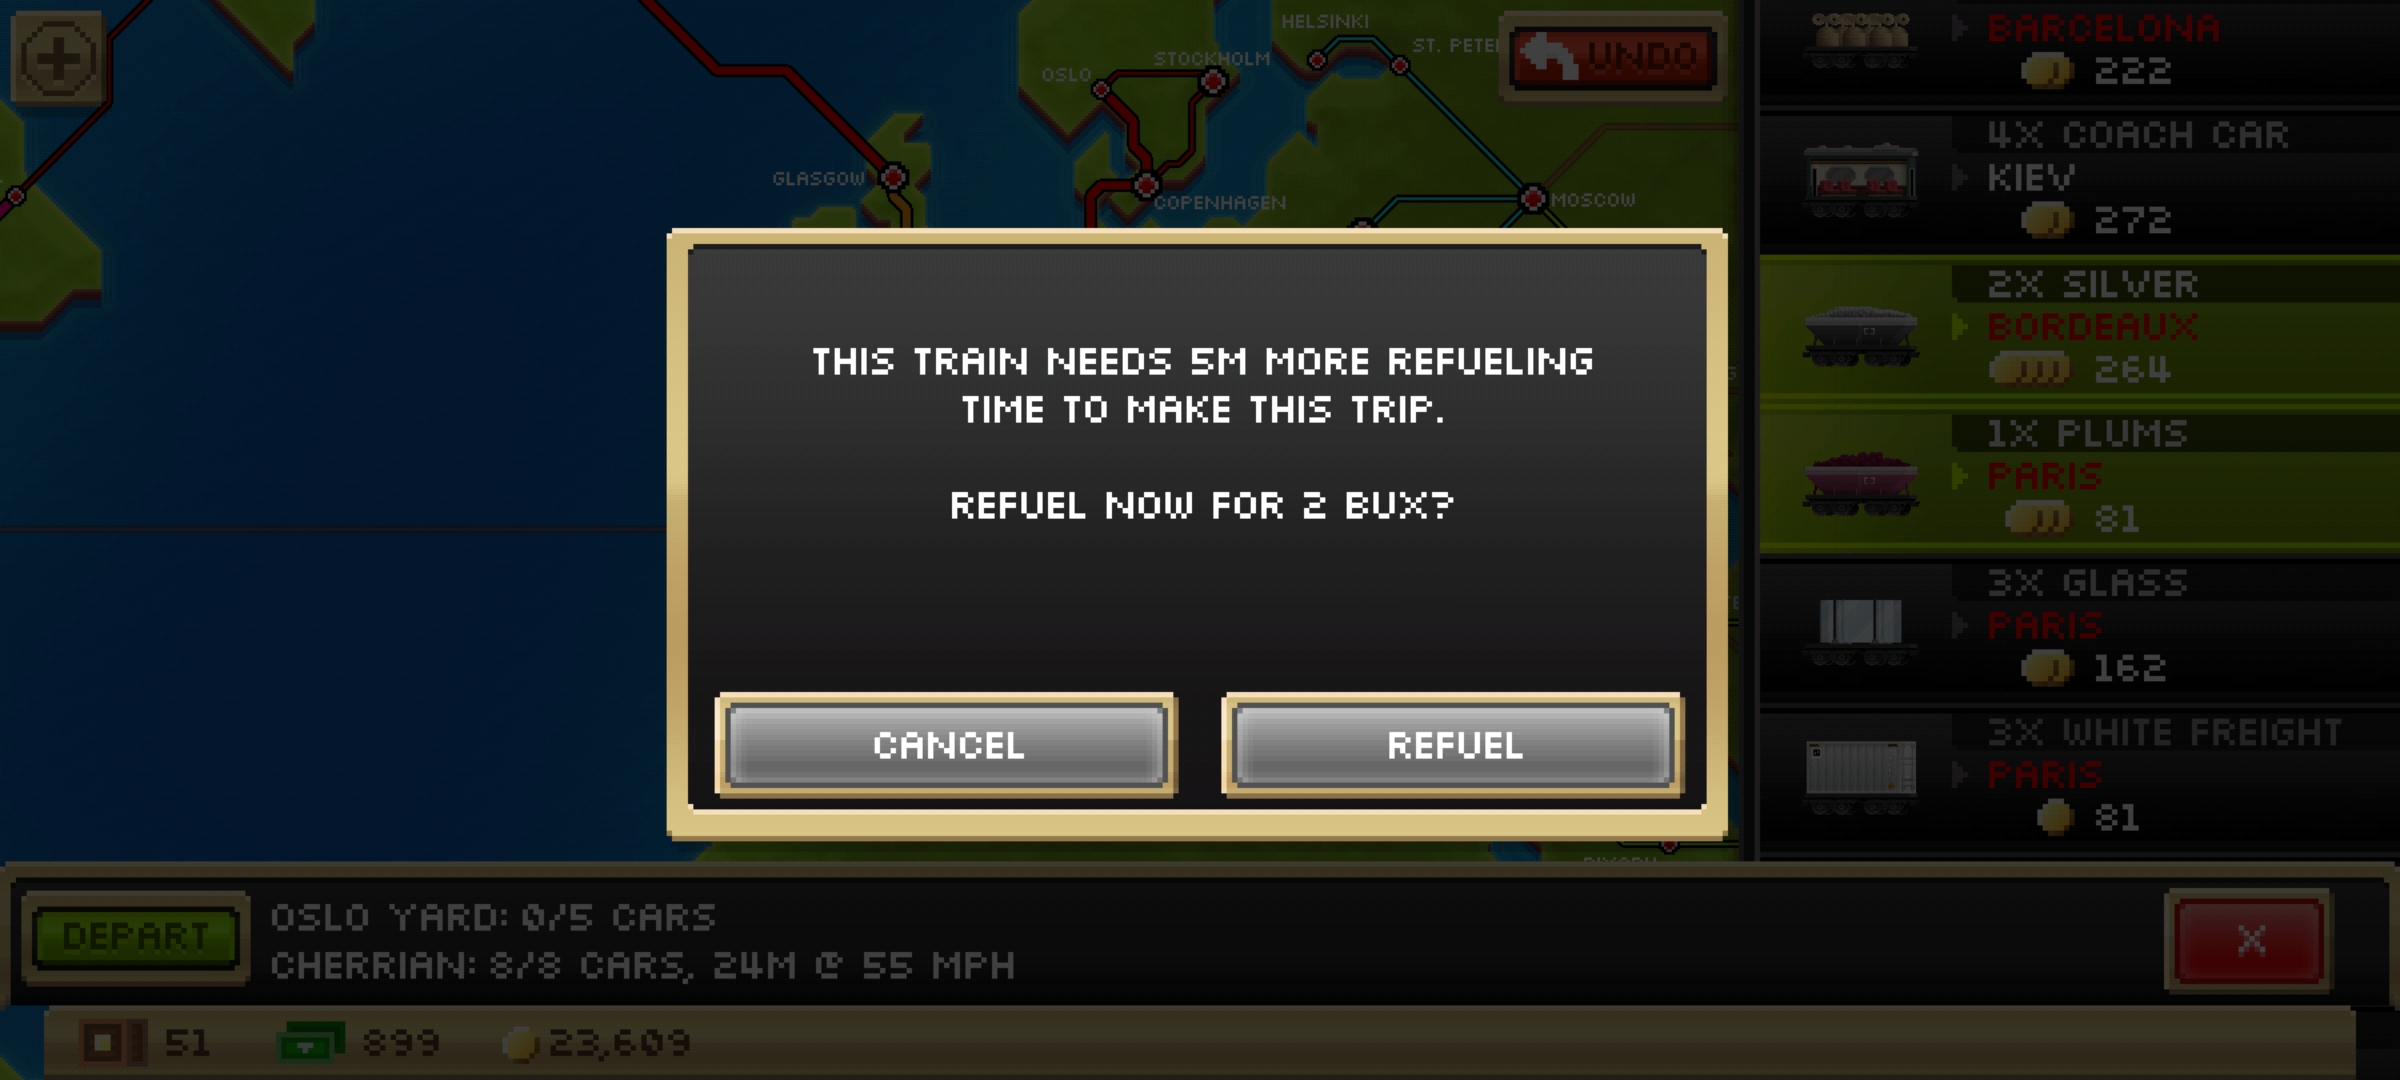 HELSINKI
STOCKHOLM
ST. PETE
OSLO
UNDO
GLASGOW
COPENHAGEN
MOSCOW
BARCELONA
222
4X COACH CAR
KIEV
272
2X SILVER
BORDEAUX
264
1X PLUMS
PARIS
81
3X GLASS
PARIS
162
3X WHITE FREIGHT
PARIS
81
THIS TRAIN NEEDS 5M MORE REFUELING
TIME TO MAKE THIS TRIP.
REFUEL NOW FOR 2 BUX?
CANCEL
REFUEL
DEPART
OSLO YARD: 0/5 CARS
CHERRIAN: 8/8 CARS, 24M @ 55 MPH
X
51
899
23,609